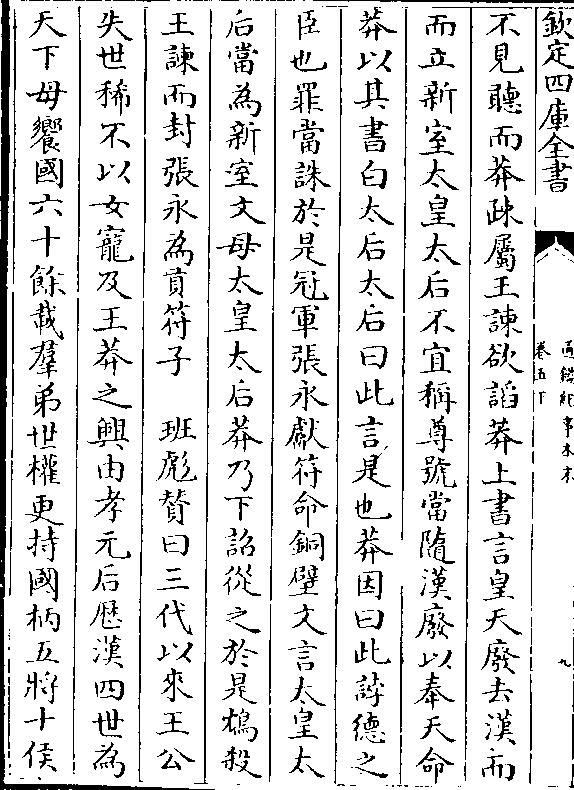 欽定四庫全書
通鑑紀事本末
卷五下
九
不見聽而莽疎屬王諫欲諂莽上書言皇天廢去漢而
而立新室太皇太后不宜稱尊號當隨漢廢以奉天命
莽以其書白太后太后曰此言是也莽因曰此誖德之
臣也罪當誅於是冠軍張永獻符命銅璧文言太皇太
后當為新室文母太皇太后莽乃下詔從之於是鴆殺
王諫而封張永為貢符子　班彪贊曰三代以來王公
失世稀不以女寵及王莽之興由孝元后歷漢四世為
天下母饗國六十餘載羣弟世權更持國柄五將十侯